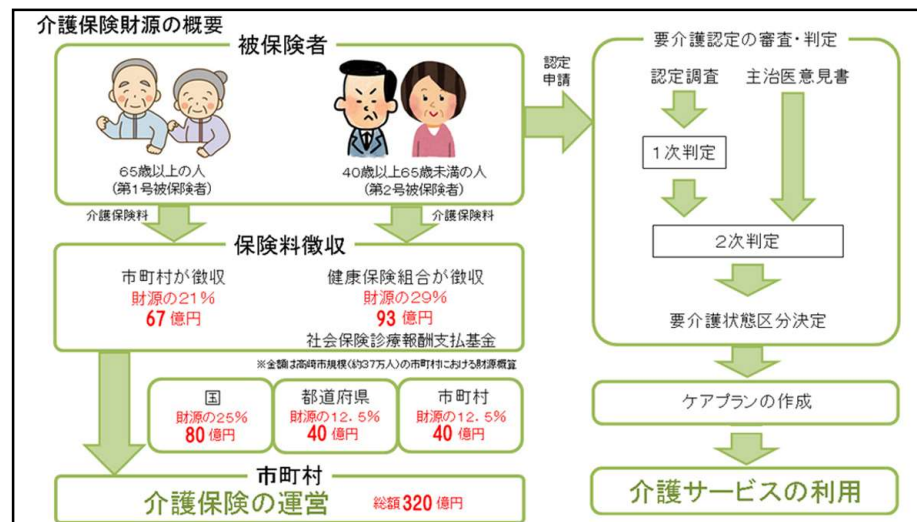 介護保険財源の概要
被保険者
65歳以上の人
(第1号被保険者)
40歳以上65歳未満の人
(第2号被保険者)
介護保険料
介護保険料
保険料徴収
市町村が徴収
財源の21%
67億円
健康保険組合が徴収
財源の29%
93億円
社会保険診療報酬支払基金
※金額は高崎市規模(約37万人)の市町村における財源概算
国
財源の25%
80億円
都道府県
財源の12.5%
40億円
市町村
財源の12.5%
40億円
市町村
介護保険の運営 総額320億円
認定
申請
要介護認定の審査・判定
認定調査
主治医意見書
1次判定
2次判定
要介護状態区分決定
ケアプランの作成
介護サービスの利用